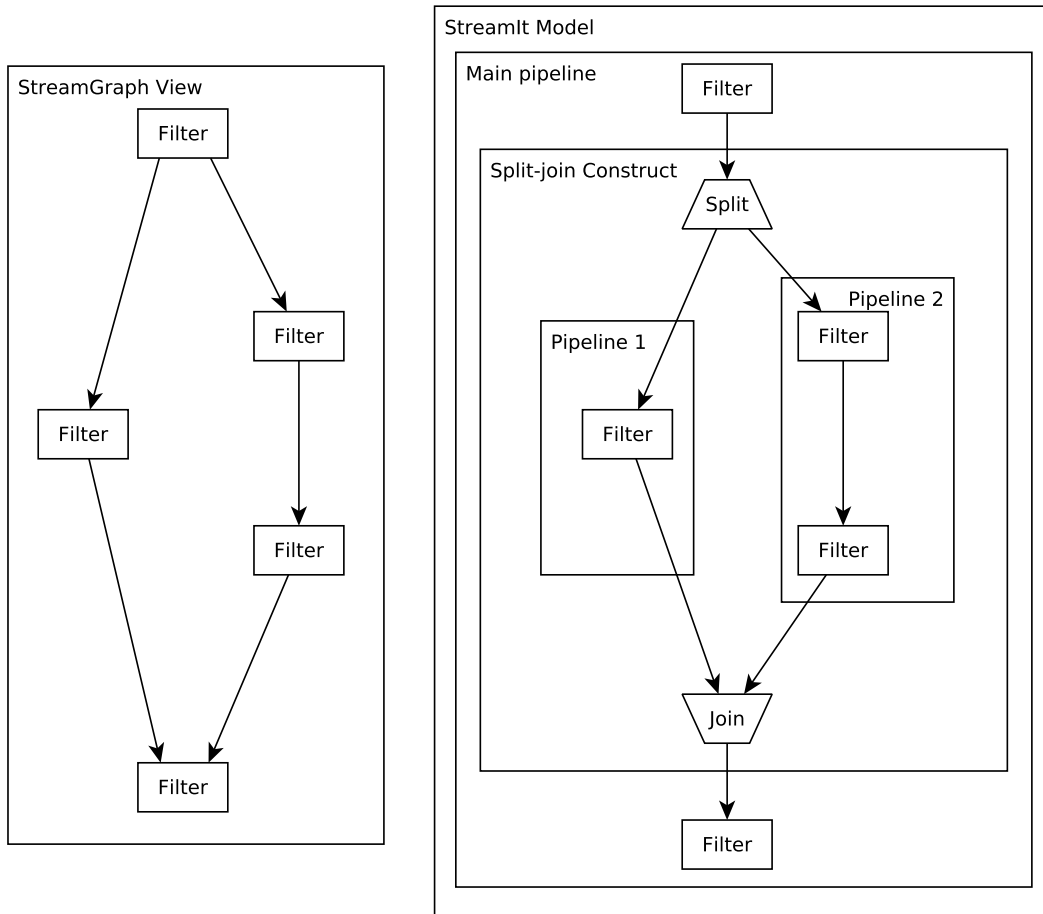 StreamGraph View
Filter
Filter
Filter
Filter
Filter
StreamIt Model
Main pipeline
Filter
Split-join Construct
Split
Pipeline 2
Filter
Pipeline 1
Filter
Filter
Join
Filter